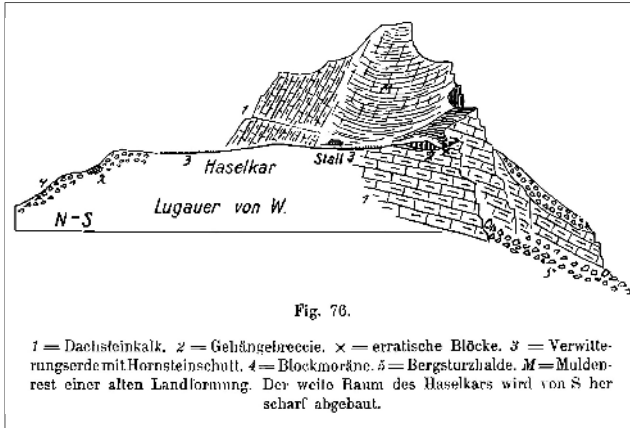 M
1
1
3
3
2
2
4
5
Haselkar
Stall
Lugauer von W.
N-S
Fig. 76.
1 = Dachsteinkalk. 2 = Gehängebreccie. × = erratische Blöcke. 3 = Verwitte-
rungserde mit Hornsteinschutt. 4 = Blockmoräne. 5 = Bergsturzhalde. M = Mulden-
rest einer alten Landformung. Der weite Raum des Haselkars wird von S her
scharf abgebaut.